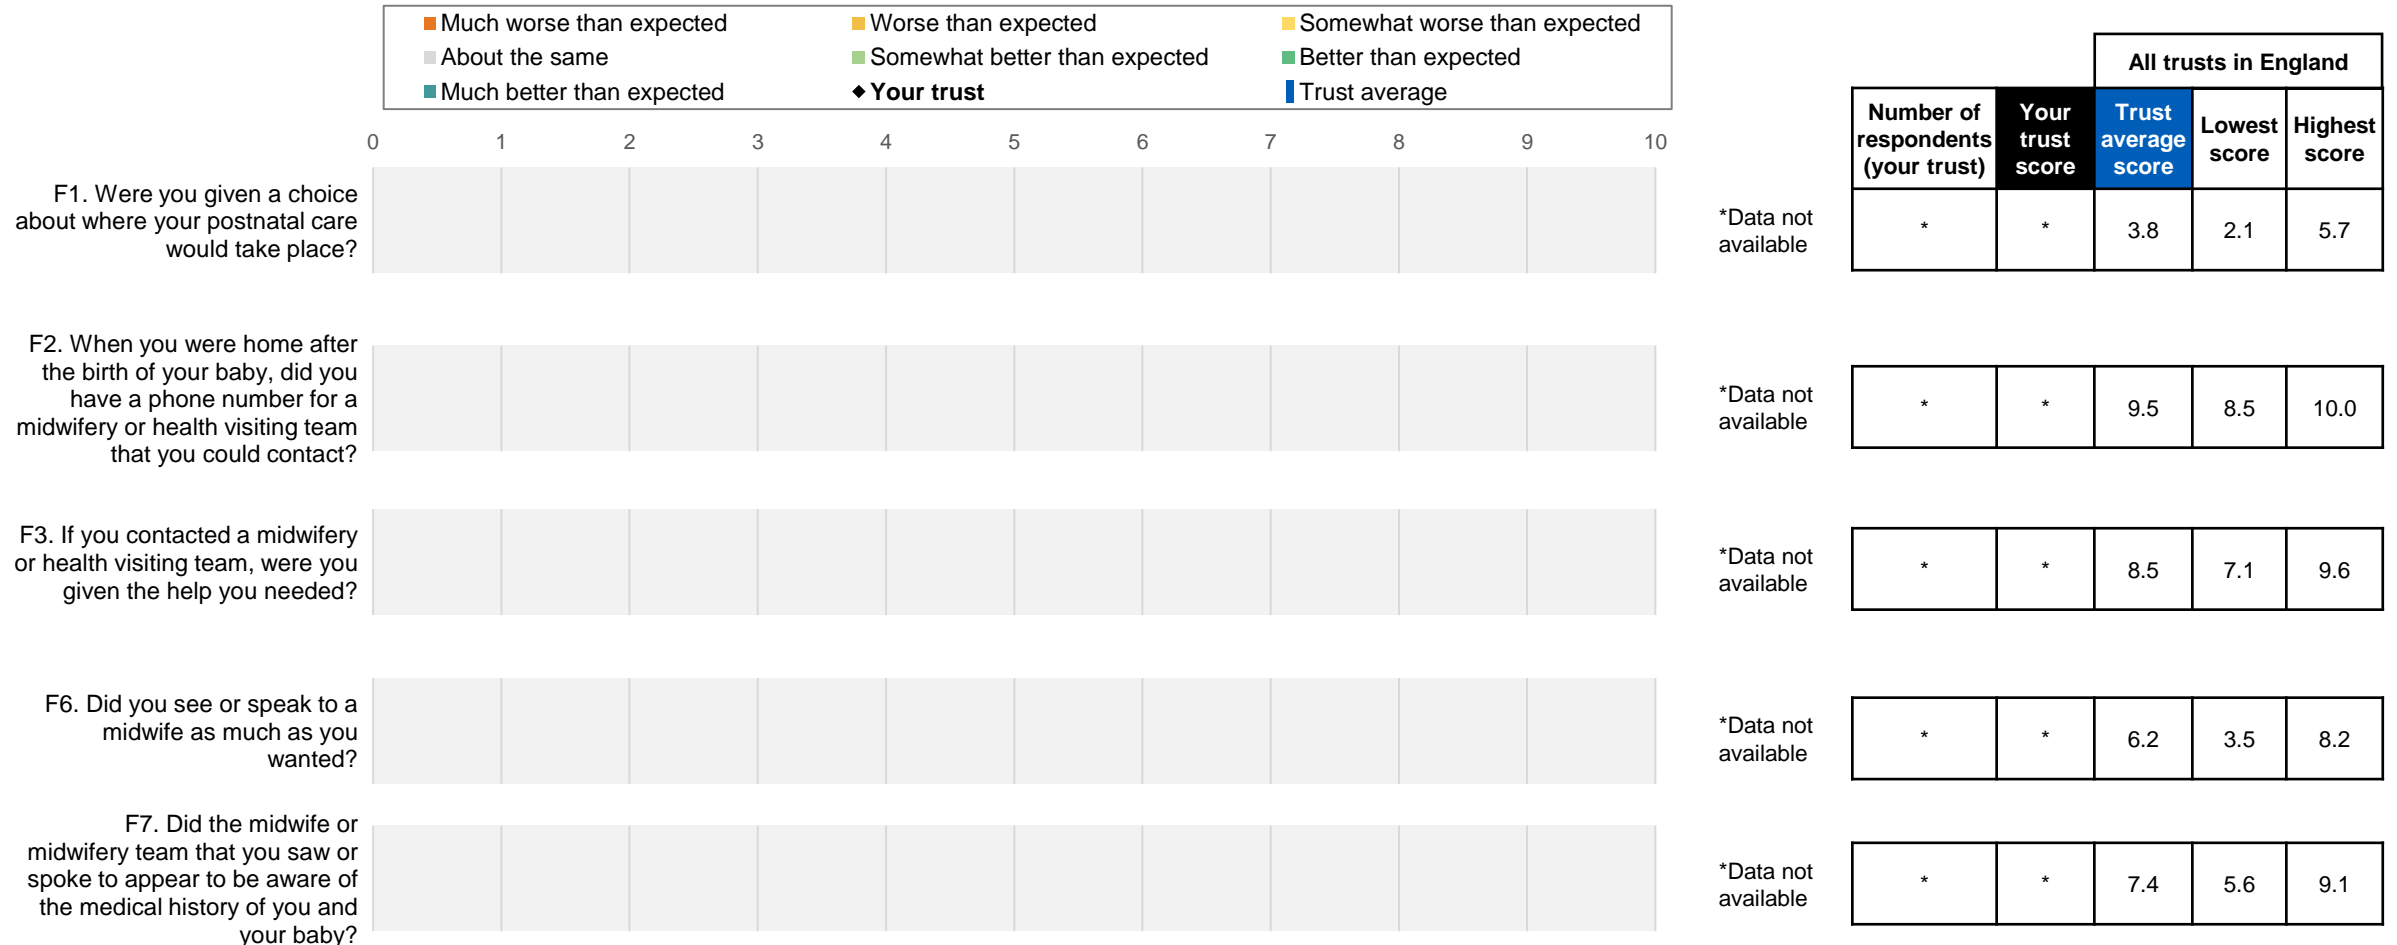 Much worse than expected
Worse than expected
Somewhat worse than expected
About the same
Somewhat better than expected
Better than expected
Much better than expected
Your trust
Trust average
All trusts in England
Number of
respondents
(your trust)
Your
trust
score
Trust
average
score
Lowest
score
Highest
score
0 1 2 3 4 5 6 7 8 9 10
F1. Were you given a choice
about where your postnatal care
would take place?
*Data not
available
* * 3.8 2.1 5.7
F2. When you were home after
the birth of your baby, did you
have a phone number for a
midwifery or health visiting team
that you could contact?
*Data not
available
* * 9.5 8.5 10.0
F3. If you contacted a midwifery
or health visiting team, were you
given the help you needed?
*Data not
available
* * 8.5 7.1 9.6
F6. Did you see or speak to a
midwife as much as you
wanted?
*Data not
available
* * 6.2 3.5 8.2
F7. Did the midwife or
midwifery team that you saw or
spoke to appear to be aware of
the medical history of you and
your baby?
*Data not
available
* * 7.4 5.6 9.1